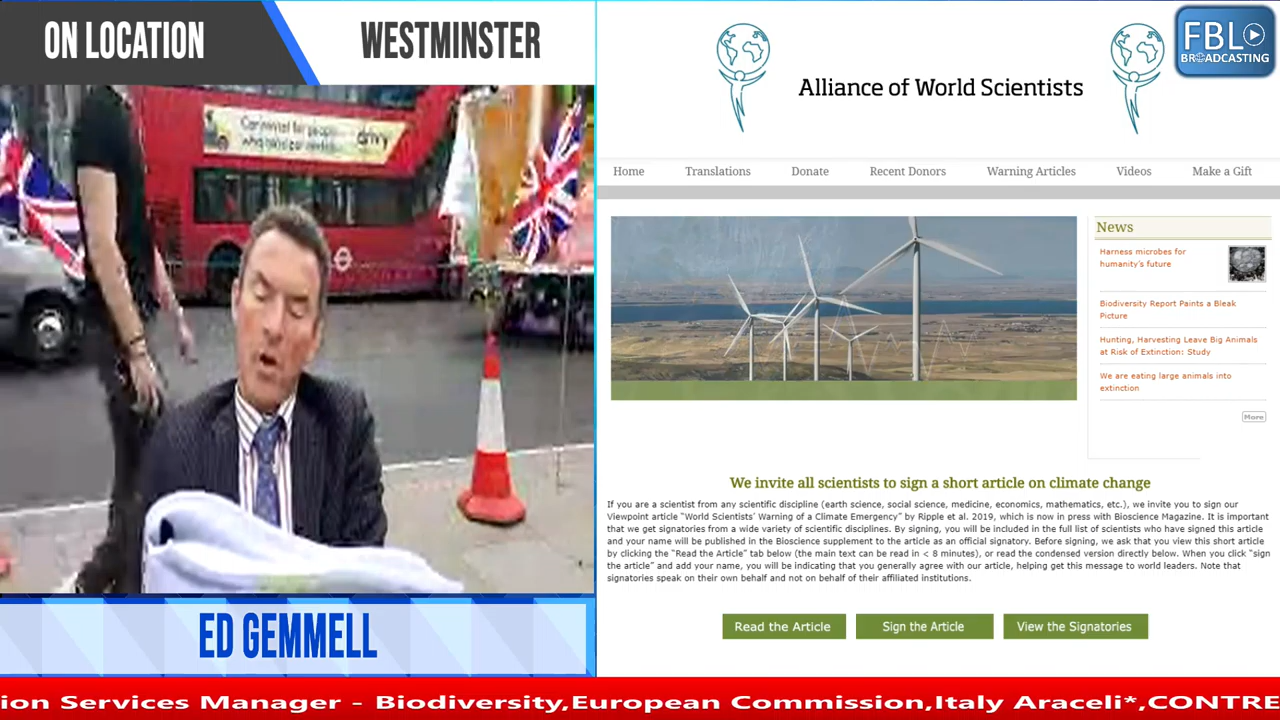 ON LOCATION
WESTMINSTER
FBL
BROADCASTING
Alliance of World Scientists
Home Translations Donate Recent Donors Warning Articles Videos Make a Gift
News
Harness microbes for
humanity's future
Biodiversity Report Paints a Bleak
Picture
Hunting, Harvesting Leave Big Animals
at Risk of Extinction: Study
We are eating large animals into
extinction
More
We invite all scientists to sign a short article on climate change
If you are a scientist from any scientific discipline (earth science, social science, medicine, economics, mathematics, etc.), we invite you to sign our
Viewpoint article "World Scientists' Warning of a Climate Emergency" by Ripple et al. 2019, which is now in press with Bioscience Magazine. It is important
that we get signatories from a wide variety of scientific disciplines. By signing, you will be included in the full list of scientists who have signed this article
and your name will be published in the Bioscience supplement to the article as an official signatory. Before signing, we ask that you view this short article
by clicking the "Read the Article" tab below (the main text can be read in < 8 minutes), or read the condensed version directly below. When you click "sign
the article" and add your name, you will be indicating that you generally agree with our article, helping get this message to world leaders. Note that
signatories speak on their own behalf and not on behalf of their affiliated institutions.
Read the Article Sign the Article View the Signatories
ED GEMMELL
ion Services Manager - Biodiversity,European Commission,Italy Araceli*,CONTRE